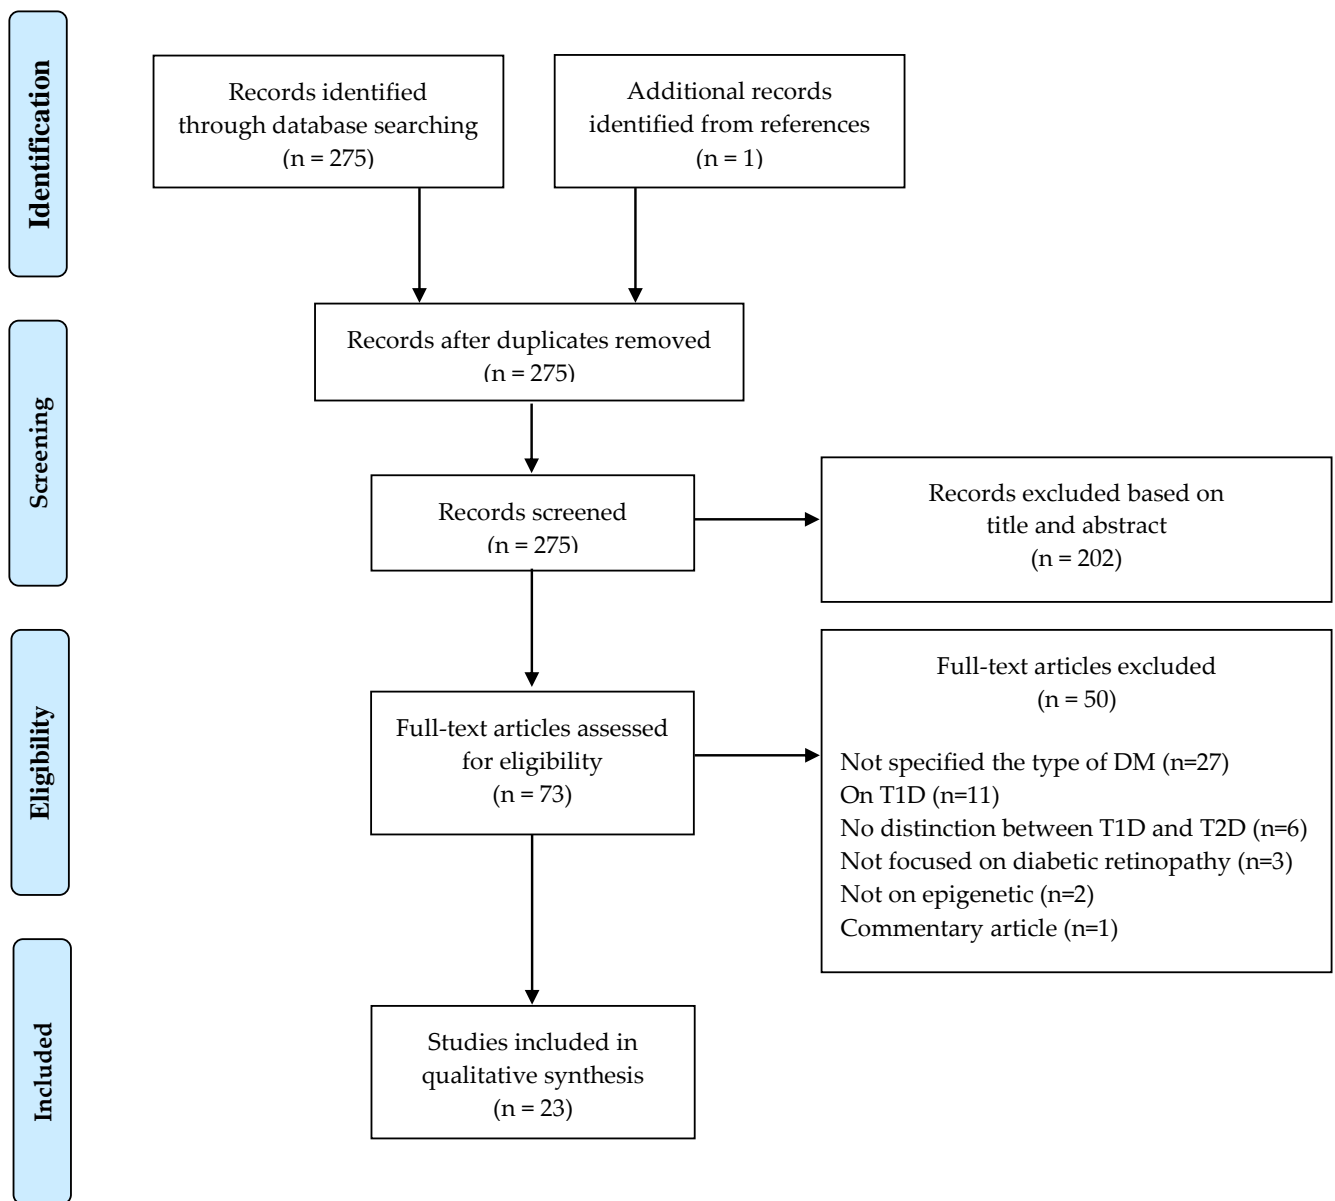 Identification
Records identified
through database searching
(n = 275)
Additional records
identified from references
(n = 1)
Screening
Records after duplicates removed
(n = 275)
Records screened
(n = 275)
Records excluded based on
title and abstract
(n = 202)
Eligibility
Full-text articles assessed
for eligibility
(n = 73)
Full-text articles excluded
(n = 50)
Not specified the type of DM (n=27)
On T1D (n=11)
No distinction between T1D and T2D (n=6)
Not focused on diabetic retinopathy (n=3)
Not on epigenetic (n=2)
Commentary article (n=1)
Included
Studies included in
qualitative synthesis
(n = 23)